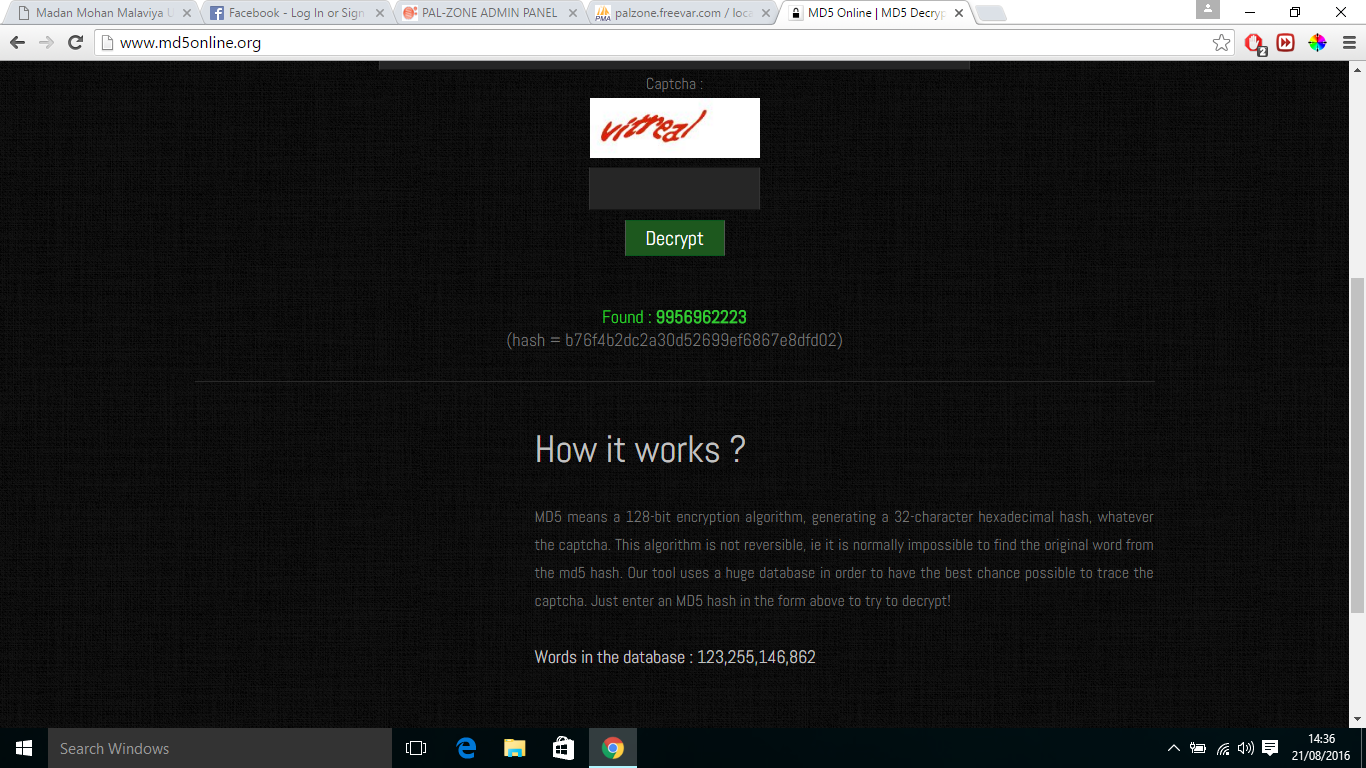 Madan Mohan Malaviya U
Facebook - Log In or Sign
PAL-ZONE ADMIN PANEL
PMA
palzone.freevar.com / loca
MD5 Online | MD5 Decryp
www.md5online.org
2
Captcha :
vitreal
Decrypt
Found : 9956962223
(hash = b76f4b2dc2a30d52699ef6867e8dfd02)
How it works ?
MD5 means a 128-bit encryption algorithm, generating a 32-character hexadecimal hash, whatever
the captcha. This algorithm is not reversible, ie it is normally impossible to find the original word from
the md5 hash. Our tool uses a huge database in order to have the best chance possible to trace the
captcha. Just enter an MD5 hash in the form above to try to decrypt!
Words in the database : 123,255,146,862
Search Windows
14:36
21/08/2016